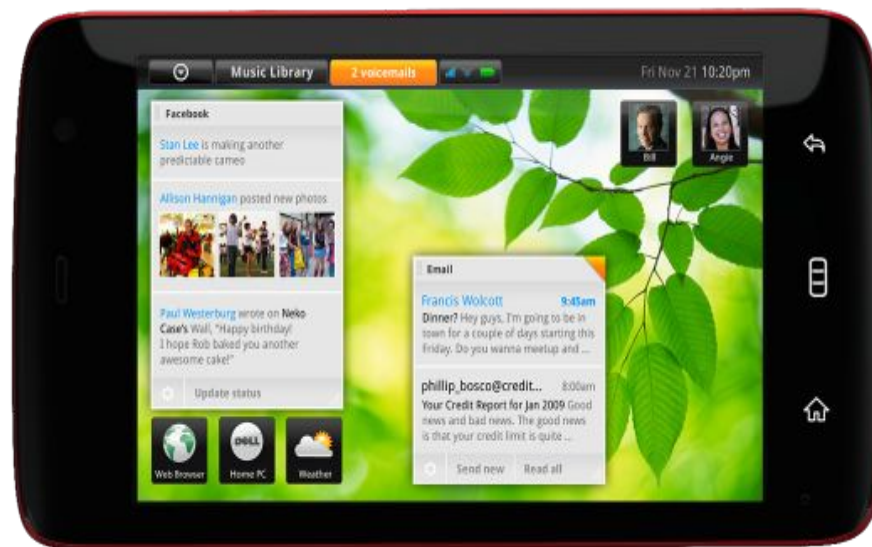 Music Library
2 voicemails
Fri Nov 21 10:20pm
Facebook
Stan Lee is making another
predictable cameo
Allison Hannigan posted new photos
Paul Westerburg wrote on Neko
Case's Wall, "Happy birthday!
I hope Rob baked you another
awesome cake!"
Update status
Bill
Angie
Email
Francis Wolcott 9:45am
Dinner? Hey guys, I'm going to be in
town for a couple of days starting this
Friday. Do you wanna meetup and ...
phillip_bosco@credit... 8:00am
Your Credit Report for Jan 2009 Good
news and bad news. The good news
is that your credit limit is quite ...
Send new Read all
Web Browser
DELL
Home PC
Weather